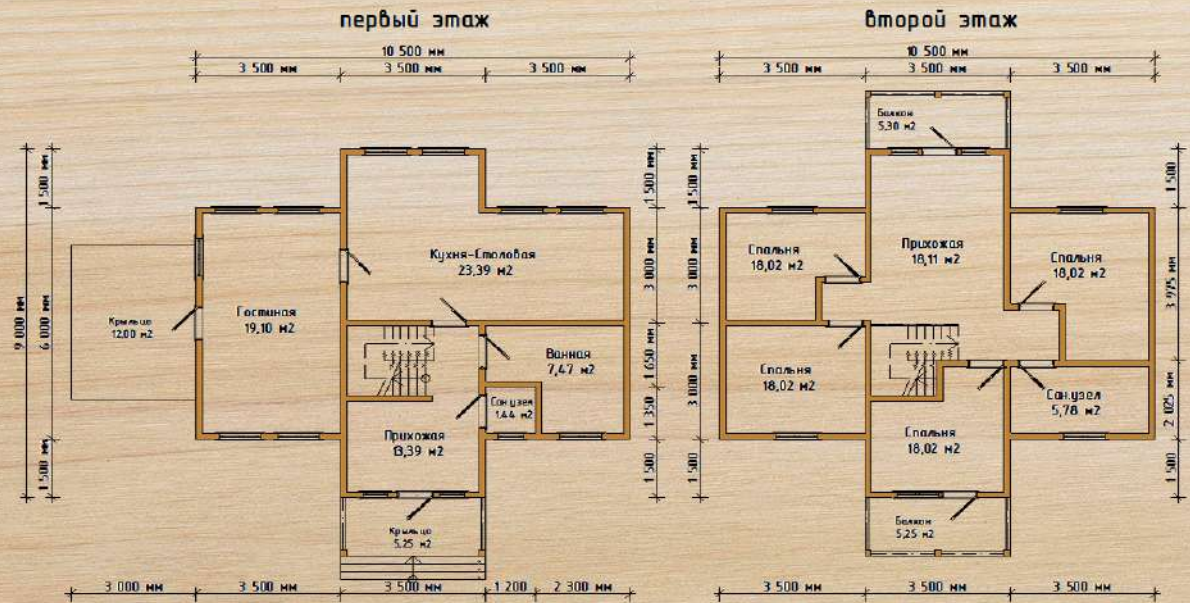 первый этаж
второй этаж
10 500 мм
3 500 мм
3 500 мм
3 500 мм
10 500 мм
3 500 мм
3 500 мм
3 500 мм
Балкон
5,30 м2
9 000 мм
1 500 мм
6 000 мм
1 500 мм
Крыльцо
12,00 м2
Гостиная
19,10 м2
Кухня-Столовая
23,39 м2
Ванная
7,47 м2
Сан.узел
1,44 м2
Прихожая
13,39 м2
Крыльцо
5,25 м2
1 500 мм
3 000 мм
1 650 мм
1 350
1 500
1 500 мм
3 000 мм
3 000 мм
1 500
Спальня
18,02 м2
Прихожая
18,11 м2
Спальня
18,02 м2
Спальня
18,02 м2
Сан.узел
5,78 м2
Спальня
18,02 м2
Балкон
5,25 м2
1 500
3 975 мм
2 025 мм
1 500
3 000 мм
3 500 мм
3 500 мм
1 200
2 300 мм
3 500 мм
3 500 мм
3 500 мм